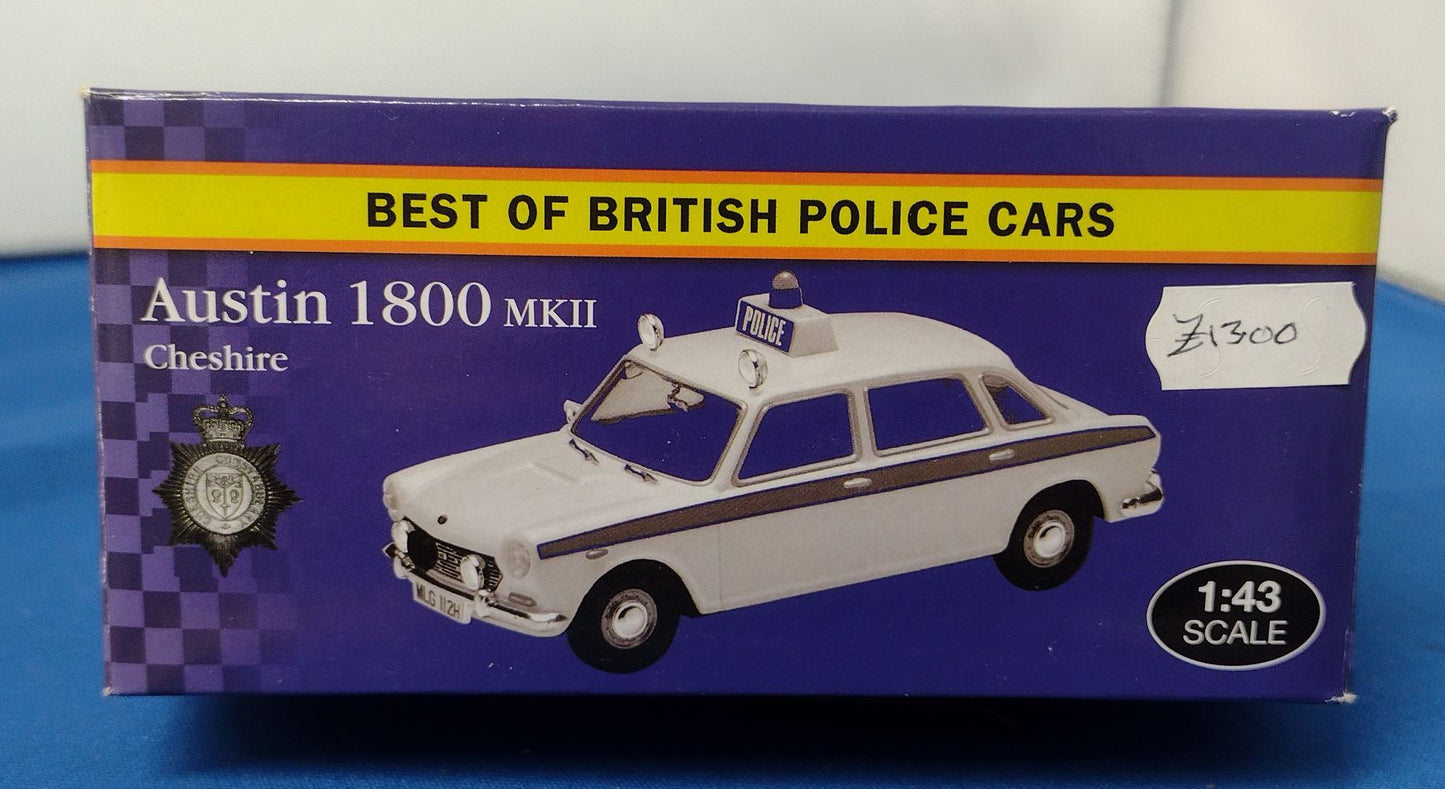 BEST OF BRITISH POLICE CARS
Austin 1800 MKII
Cheshire
POLICE
£13.00
MLG 112H
1:43
SCALE